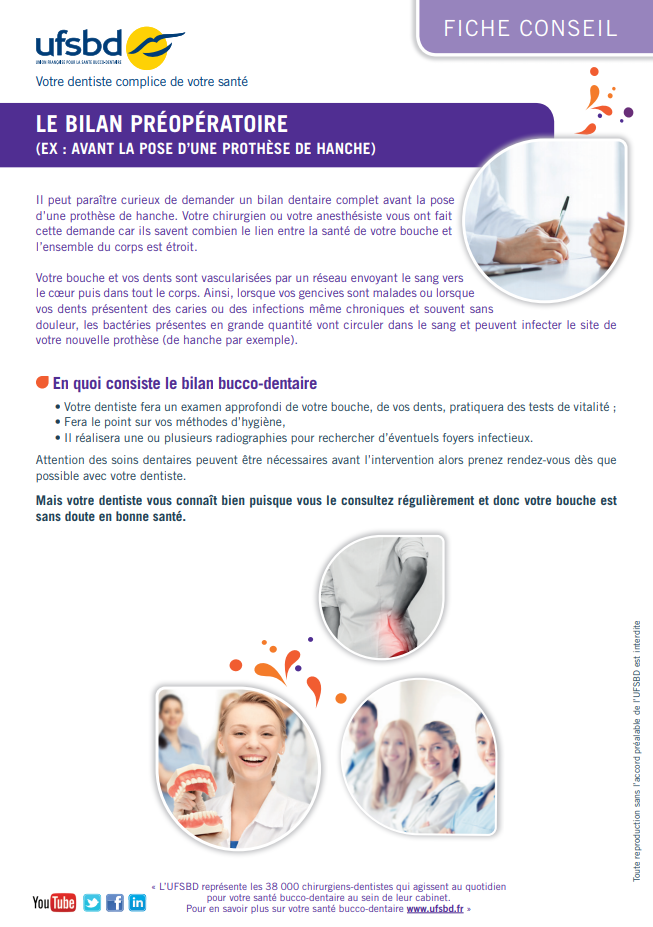 FICHE CONSEIL
ufsbd
UNION FRANÇAISE POUR LA SANTÉ BUCCO-DENTAIRE
Votre dentiste complice de votre santé
LE BILAN PRÉOPÉRATOIRE
(EX : AVANT LA POSE D'UNE PROTHÈSE DE HANCHE)
Il peut paraître curieux de demander un bilan dentaire complet avant la pose
d'une prothèse de hanche. Votre chirurgien ou votre anesthésiste vous ont fait
cette demande car ils savent combien le lien entre la santé de votre bouche et
l'ensemble du corps est étroit.
Votre bouche et vos dents sont vascularisées par un réseau envoyant le sang vers
le cœur puis dans tout le corps. Ainsi, lorsque vos gencives sont malades ou lorsque
vos dents présentent des caries ou des infections même chroniques et souvent sans
douleur, les bactéries présentes en grande quantité vont circuler dans le sang et peuvent infecter le site de
votre nouvelle prothèse (de hanche par exemple).
En quoi consiste le bilan bucco-dentaire
• Votre dentiste fera un examen approfondi de votre bouche, de vos dents, pratiquera des tests de vitalité ;
• Fera le point sur vos méthodes d'hygiène,
• Il réalisera une ou plusieurs radiographies pour rechercher d'éventuels foyers infectieux.
Attention des soins dentaires peuvent être nécessaires avant l'intervention alors prenez rendez-vous dès que
possible avec votre dentiste.
Mais votre dentiste vous connaît bien puisque vous le consultez régulièrement et donc votre bouche est
sans doute en bonne santé.
Toute reproduction sans l'accord préalable de l'UFSBD est interdite
YouTube
f
in
« L'UFSBD représente les 38 000 chirurgiens-dentistes qui agissent au quotidien
pour votre santé bucco-dentaire au sein de leur cabinet.
Pour en savoir plus sur votre santé bucco-dentaire www.ufsbd.fr »